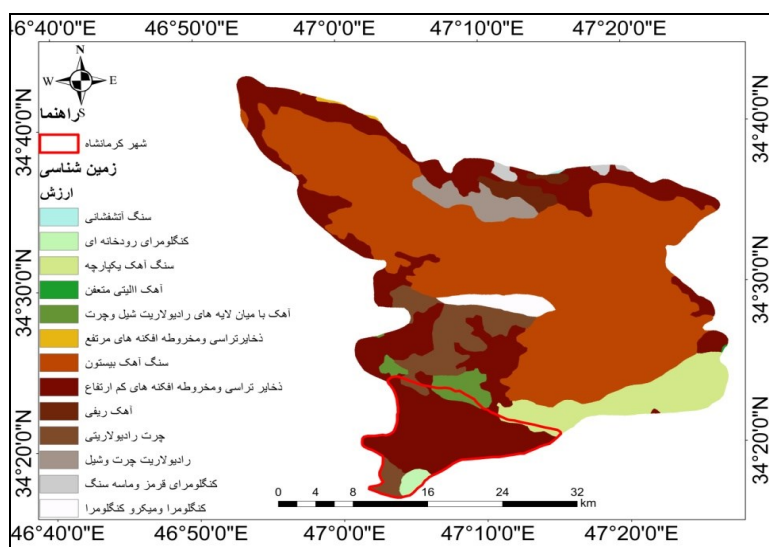 46°40'0"E 46°50'0"E 47°0'0"E 47°10'0"E 47°20'0"E
N
W E
S
راهنما
شهر کرمانشاه
زمین شناسی
ارزش
سنگ آتشفشانی
کنگلومرای رودخانه ای
سنگ آهک یکپارچه
آهک االیتی متعفن
آهک با میان لایه های رادیولاریت شیل وچرت
ذخایرتراسی ومخروطه افکنه های مرتفع
سنگ آهک بیستون
ذخایر تراسی ومخروطه افکنه های کم ارتفاع
آهک ریفی
چرت رادیولاریتی
رادیولاریت چرت وشیل
کنگلومرای قرمز وماسه سنگ
کنگلومرا ومیکرو کنگلومرا
34°40'0"N
34°30'0"N
34°20'0"N
34°40'0"N
34°30'0"N
34°20'0"N
0 4 8 16 24 32
km
46°40'0"E 46°50'0"E 47°0'0"E 47°10'0"E 47°20'0"E